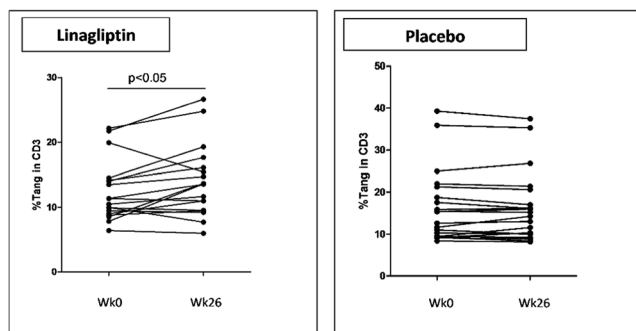 Linagliptin
p<0.05
30
20
10
0
%Tang in CD3
Wk0 Wk26
Placebo
50
40
30
20
10
0
%Tang in CD3
Wk0 Wk26